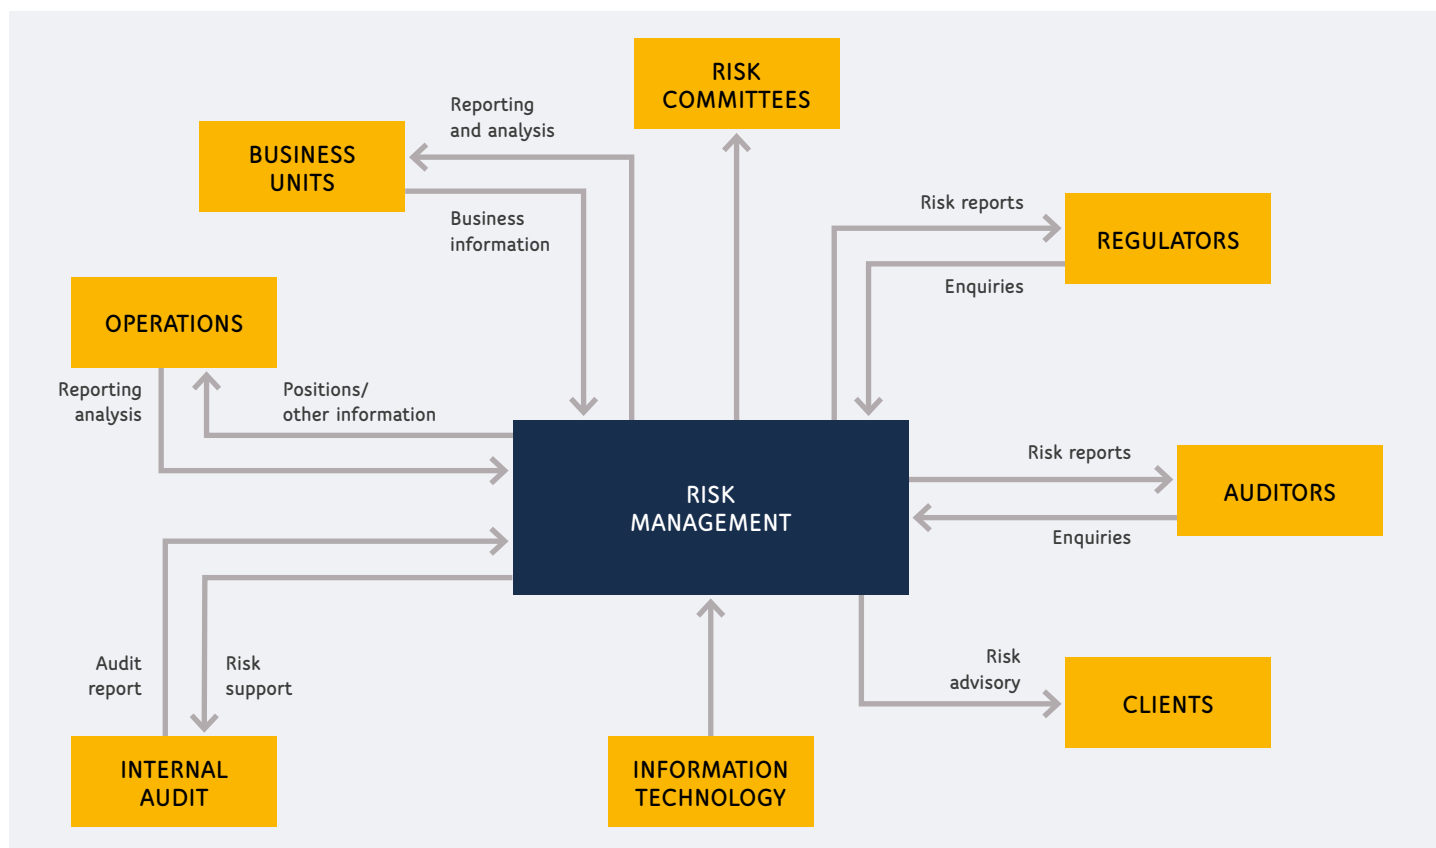 RISK
COMMITTEES
Reporting
and analysis
BUSINESS
UNITS
Business
information
Risk reports
REGULATORS
Enquiries
OPERATIONS
Reporting
analysis
Positions/
other information
RISK
MANAGEMENT
Risk reports
AUDITORS
Enquiries
Audit
report
Risk
support
Risk
advisory
CLIENTS
INTERNAL
AUDIT
INFORMATION
TECHNOLOGY